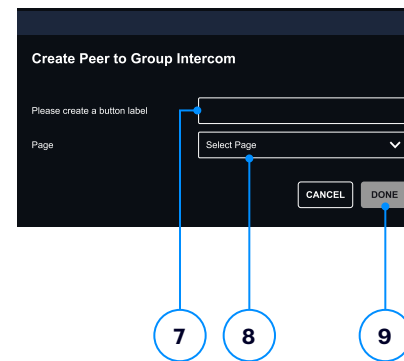 Create Peer to Group Intercom
Please create a button label
Page
Select Page
CANCEL
DONE
7
8
9